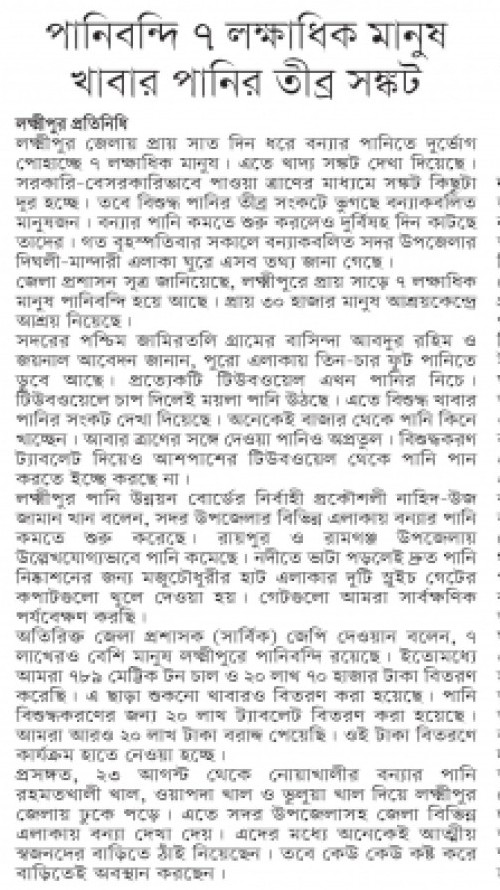 পানিবন্দি ৭ লক্ষাধিক মানুষ
খাবার পানির তীব্র সঙ্কট
লক্ষ্মীপুর প্রতিনিধি
লক্ষ্মীপুর জেলায় প্রায় সাত দিন ধরে বন্যার পানিতে দুর্ভোগ
পোহাচ্ছে ৭ লক্ষাধিক মানুষ। এতে খাদ্য সঙ্কট দেখা দিয়েছে।
সরকারি-বেসরকারিভাবে পাওয়া ত্রাণের মাধ্যমে সঙ্কট কিছুটা
দূর হচ্ছে। তবে বিশুদ্ধ পানির তীব্র সংকটে ভুগছে বন্যাকবলিত
মানুষজন। বন্যার পানি কমতে শুরু করলেও দুর্বিষহ দিন কাটছে
তাদের। গত বৃহস্পতিবার সকালে বন্যাকবলিত সদর উপজেলার
দিঘলী-মান্দারী এলাকা ঘুরে এসব তথ্য জানা গেছে।
জেলা প্রশাসন সূত্র জানিয়েছে, লক্ষ্মীপুরে প্রায় সাড়ে ৭ লক্ষাধিক
মানুষ পানিবন্দি হয়ে আছে। প্রায় ৩০ হাজার মানুষ আশ্রয়কেন্দ্রে
আশ্রয় নিয়েছে।
সদরের পশ্চিম জামিরতলি গ্রামের বাসিন্দা আবদুর রহিম ও
জয়নাল আবেদন জানান, পুরো এলাকায় তিন-চার ফুট পানিতে
ডুবে আছে। প্রত্যেকটি টিউবওয়েল এখন পানির নিচে।
টিউবওয়েলে চাপ দিলেই ময়লা পানি উঠছে। এতে বিশুদ্ধ খাবার
পানির সংকট দেখা দিয়েছে। অনেকেই বাজার থেকে পানি কিনে
খাচ্ছেন। আবার ত্রাণের সঙ্গে দেওয়া পানিও অপ্রতুল। বিশুদ্ধকরণ
ট্যাবলেট দিয়েও আশপাশের টিউবওয়েল থেকে পানি পান
করতে ইচ্ছে করছে না।
লক্ষ্মীপুর পানি উন্নয়ন বোর্ডের নির্বাহী প্রকৌশলী নাহিদ-উজ
জামান খান বলেন, সদর উপজেলার বিভিন্ন এলাকায় বন্যার পানি
কমতে শুরু করেছে। রায়পুর ও রামগঞ্জ উপজেলায়
উল্লেখযোগ্যভাবে পানি কমেছে। নদীতে ভাটা পড়লেই দ্রুত পানি
নিষ্কাশনের জন্য মজুচৌধুরীর হাট এলাকার দুটি স্লুইচ গেটের
কপাটগুলো খুলে দেওয়া হয়। গেটগুলো আমরা সার্বক্ষণিক
পর্যবেক্ষণ করছি।
অতিরিক্ত জেলা প্রশাসক (সার্বিক) জেপি দেওয়ান বলেন, ৭
লাখেরও বেশি মানুষ লক্ষ্মীপুরে পানিবন্দি রয়েছে। ইতোমধ্যে
আমরা ৭৮৯ মেট্রিক টন চাল ও ২০ লাখ ৭০ হাজার টাকা বিতরণ
করেছি। এ ছাড়া শুকনো খাবারও বিতরণ করা হয়েছে। পানি
বিশুদ্ধকরণের জন্য ২০ লাখ ট্যাবলেট বিতরণ করা হয়েছে।
আমরা আরও ২০ লাখ টাকা বরাদ্দ পেয়েছি। ওই টাকা বিতরণে
কার্যক্রম হাতে নেওয়া হচ্ছে।
প্রসঙ্গত, ২৩ আগস্ট থেকে নোয়াখালীর বন্যার পানি
রহমতখালী খাল, ওয়াপদা খাল ও ভুলুয়া খাল দিয়ে লক্ষ্মীপুর
জেলায় ঢুকে পড়ে। এতে সদর উপজেলাসহ জেলা বিভিন্ন
এলাকায় বন্যা দেখা দেয়। এদের মধ্যে অনেকেই আত্মীয়
স্বজনদের বাড়িতে ঠাঁই নিয়েছেন। তবে কেউ কেউ কষ্ট করে
বাড়িতেই অবস্থান করছেন।